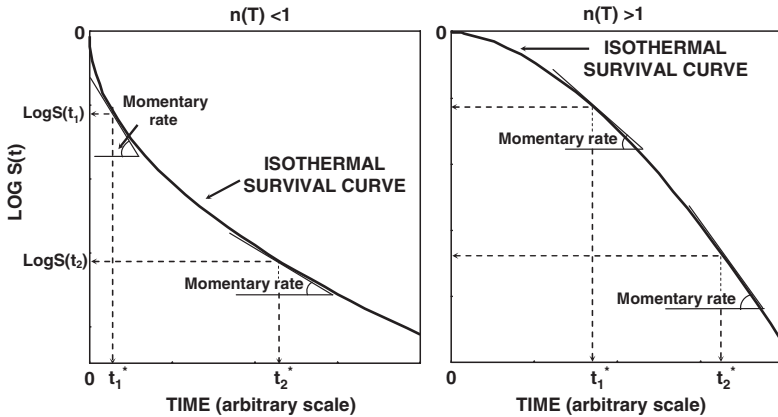 n(T) <1
0
LogS(t₁)
Momentary
rate
ISOTHERMAL
SURVIVAL CURVE
LOG S(t)
LogS(t₂)
Momentary rate
0
t₁*
t₂*
TIME (arbitrary scale)
n(T) >1
0
ISOTHERMAL
SURVIVAL CURVE
Momentary rate
Momentary rate
0
t₁*
t₂*
TIME (arbitrary scale)